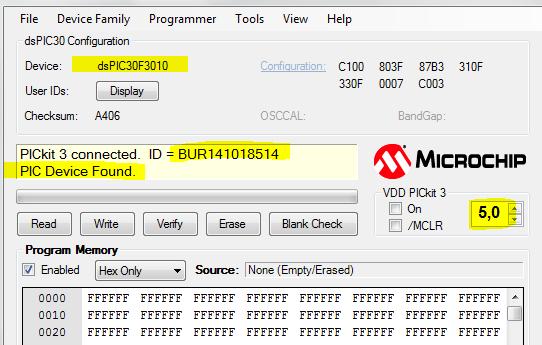 File Device Family Programmer Tools View Help
dsPIC30 Configuration
Device: dsPIC30F3010 Configuration: C100 803F 87B3 310F
User IDs: Display 330F 0007 C003
Checksum: A406 OSCCAL: BandGap:
PICkit 3 connected. ID = BUR141018514
PIC Device Found.
MICROCHIP
VDD PICkit 3
On
/MCLR
5,0
Read Write Verify Erase Blank Check
Program Memory
Enabled Hex Only Source: None (Empty/Erased)
0000 FFFFFF FFFFFF FFFFFF FFFFFF FFFFFF FFFFFF FFFFFF FFFFFF
0010 FFFFFF FFFFFF FFFFFF FFFFFF FFFFFF FFFFFF FFFFFF FFFFFF
0020 FFFFFF FFFFFF FFFFFF FFFFFF FFFFFF FFFFFF FFFFFF FFFFFF